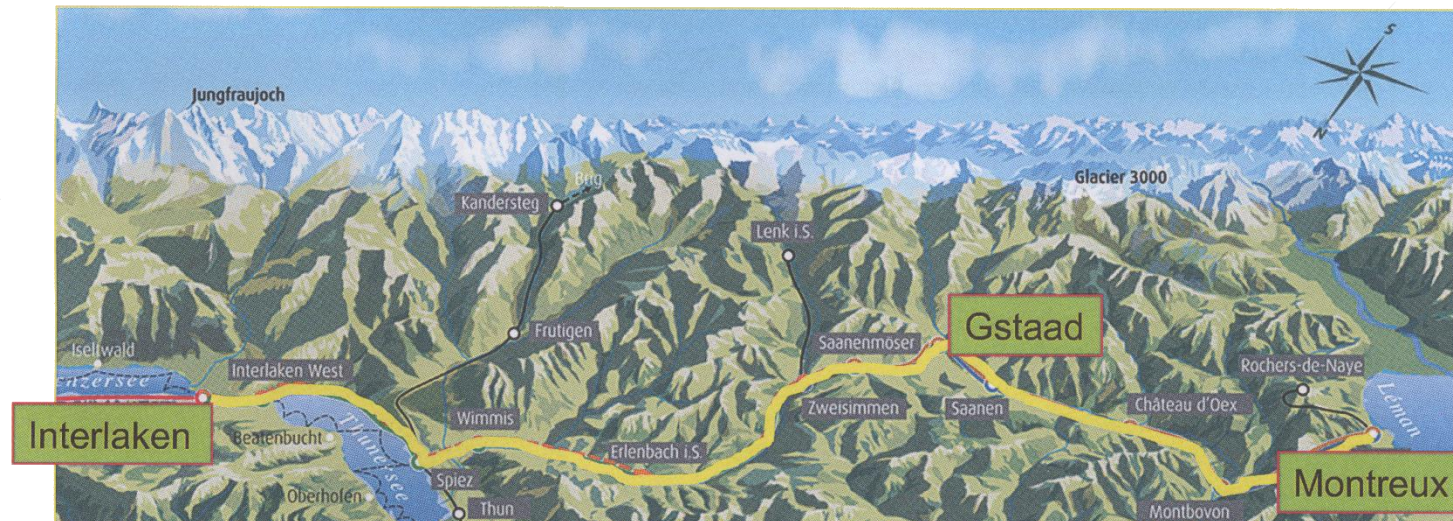 S
N
Jungfraujoch
Glacier 3000
Kandersteg
Lenk i.S.
Gstaad
Frutigen
Saanenmöser
Iseltwald
Interlaken West
Rochers-de-Naye
Zweisimmen
Saanen
Château d'Oex
Léman
Wimmis
Interlaken
Beatenbucht
Thunersee
Erlenbach i.S.
Spiez
Oberhofen
Thun
Montbovon
Montreux